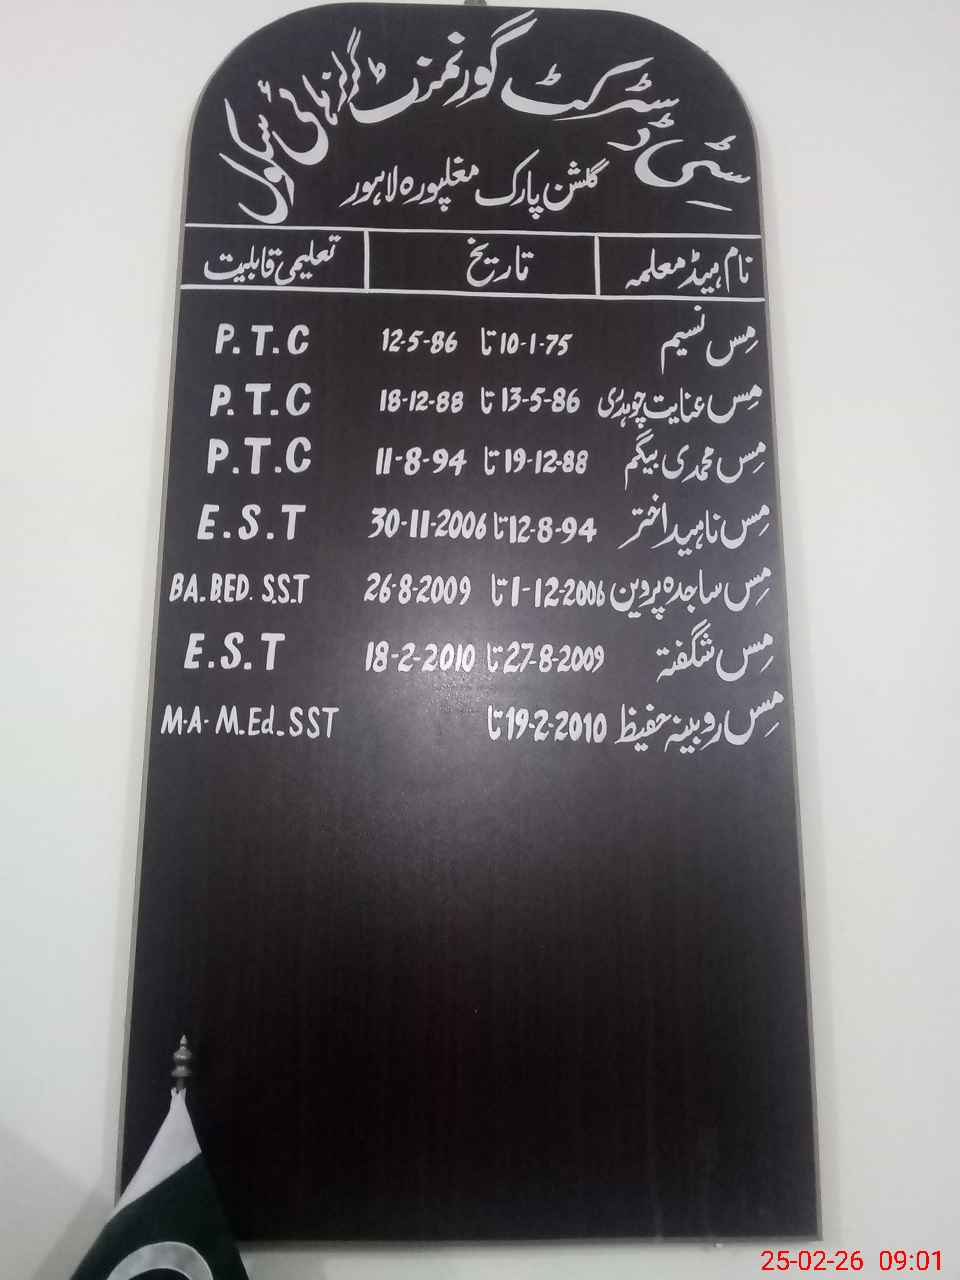 سٹی ڈسٹرکٹ گورنمنٹ گرلز ہائی سکول
گلشن پارک مغلپورہ لاہور
نام ہیڈ معلمہ تاریخ تعلیمی قابلیت
مس نسیم 10-1-75 تا 12-5-86 P.T.C
مس عنایت چوہدری 13-5-86 تا 18-12-88 P.T.C
مس محمدی بیگم 19-12-88 تا 11-8-94 P.T.C
مس ناہید اختر 12-8-94 تا 30-11-2006 E.S.T
مس ساجدہ پروین 1-12-2006 تا 26-8-2009 BA.B.ED. S.S.T
مس شگفتہ 27-8-2009 تا 18-2-2010 E.S.T
مس روبینہ حفیظ 19-2-2010 تا M.A. M.Ed. SST
25-02-26 09:01